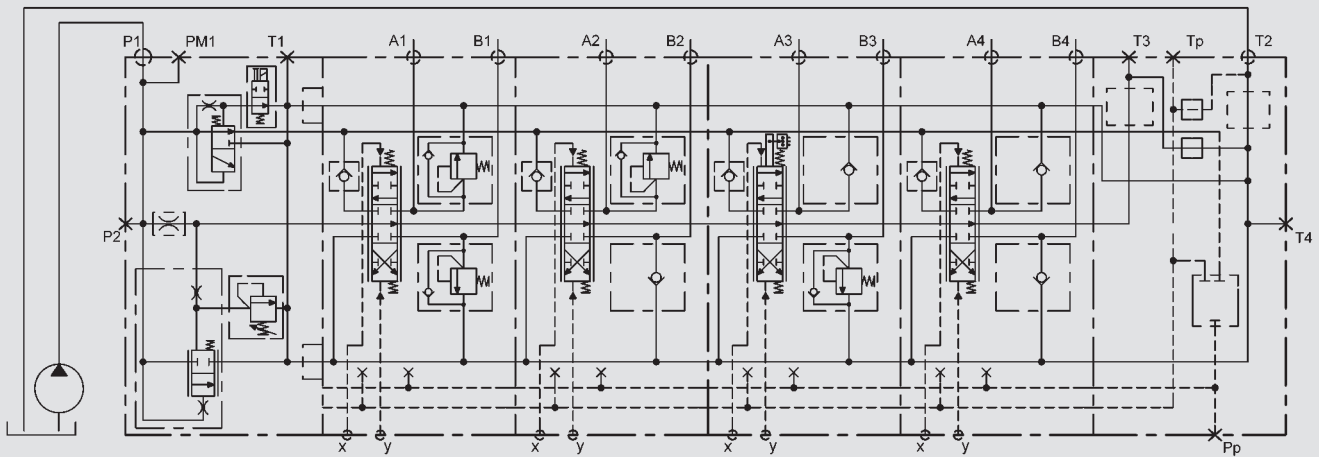 P1 PM1 T1 A1 B1 A2 B2 A3 B3 A4 B4 T3 Tp T2
P2 T4
x y x y x y x y Pp